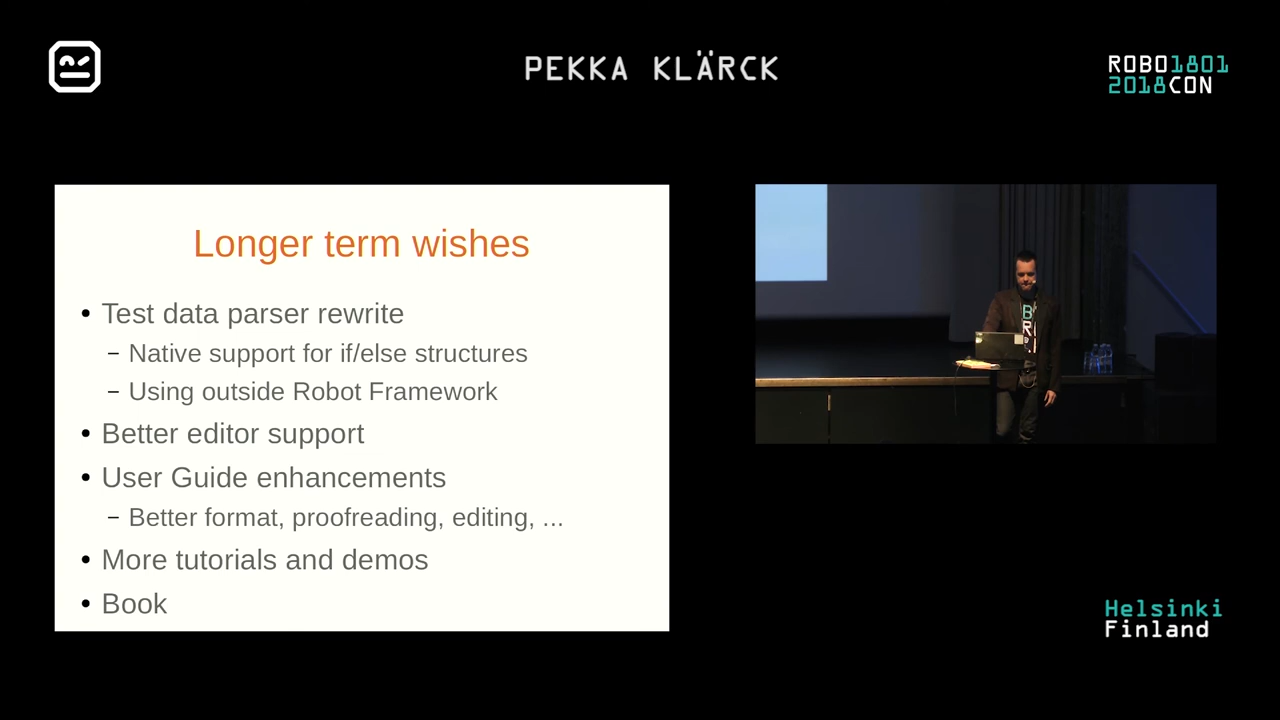 PEKKA KLÄRCK
ROBO1801
2018CON
Longer term wishes
• Test data parser rewrite
– Native support for if/else structures
– Using outside Robot Framework
• Better editor support
• User Guide enhancements
– Better format, proofreading, editing, ...
• More tutorials and demos
• Book
B
R
Helsinki
Finland